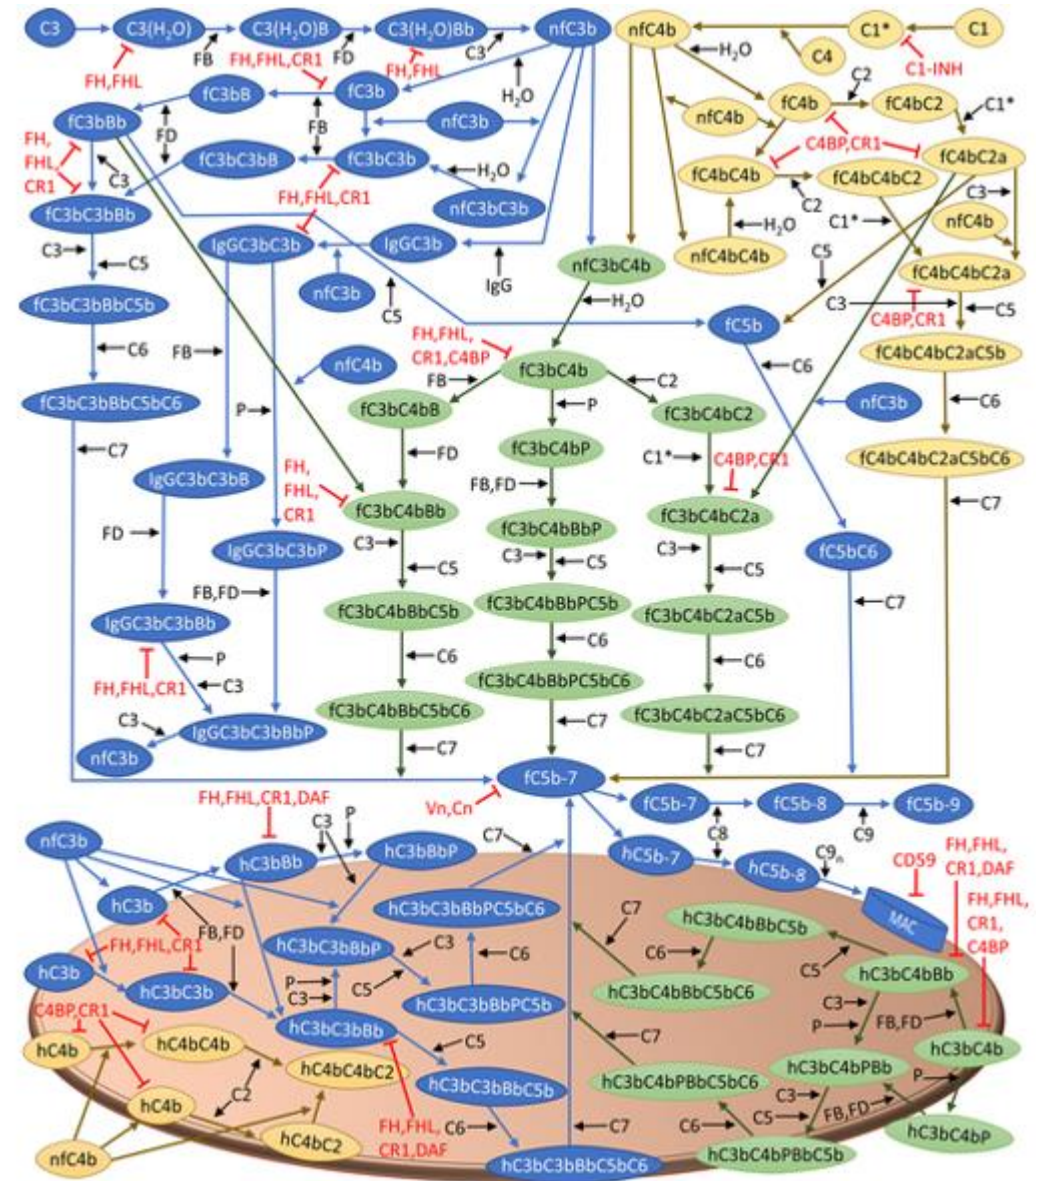 C3 C3(H₂O) C3(H₂O)B C3(H₂O)Bb nfC3b nfC4b C1* C1
FB FD C3 H₂O C4 C1-INH
FH,FHL FH,FHL,CR1 FH,FHL H₂O C2
fC3bB fC3b fC4b fC4bC2 C1*
fC3bBb FD FB nfC3b nfC4b
FH,
FHL,
CR1
C3 fC3bC3bB fC3bC3b H₂O C4BP,CR1 fC4bC2a
FH,FHL,CR1 nfC3bC3b fC4bC4b C2 fC4bC4bC2 C3
fC3bC3bBb C1* nfC4b
C3 C5 IgGC3bC3b IgGC3b H₂O
nfC4bC4b C5 fC4bC4bC2a
nfC3b C5 IgG nfC3bC4b
fC3bC3bBbC5b H₂O C3 C5
C4BP,CR1
FH,FHL,
CR1,C4BP
fC5b
C6 FB nfC4b fC3bC4b C6 fC4bC4bC2aC5b
FB P C2
fC3bC3bBbC5bC6 P fC3bC4bB fC3bC4bC2 nfC3b C6
C7 fC3bC4bP
FD C1* C4BP,CR1 fC4bC4bC2aC5bC6
FH,
FHL,
CR1
IgGC3bC3bB FB,FD C7
fC3bC4bBb fC3bC4bBbP fC3bC4bC2a
FD IgGC3bC3bP C3 C5 C3 C5 C3 C5 fC5bC6
FB,FD
fC3bC4bBbC5b fC3bC4bBbPC5b fC3bC4bC2aC5b C7
IgGC3bC3bBb
P C6 C6 C6
FH,FHL,CR1 C3 fC3bC4bBbPC5bC6
C3 fC3bC4bBbC5bC6 fC3bC4bC2aC5bC6
IgGC3bC3bBbP C7 C7 C7
nfC3b
fC5b-7
FH,FHL,CR1,DAF Vn,Cn fC5b-7 fC5b-8 fC5b-9
C3 P C7 C8 C9
nfC3b hC3bBb hC3bBbP hC5b-7 hC5b-8 C9ₙ CD59
FH,FHL,
CR1,DAF
hC3b hC3bC3bBbPC5bC6 MAC
FH,FHL,
CR1,
C4BP
FB,FD C7 hC3bC4bBbC5b
FH,FHL,CR1 hC3bC3bBbP C3 C6 C6 C5
hC3b hC3bC3b P C3 C5 hC3bC4bBb
hC3bC3bBbPC5b hC3bC4bBbC5bC6
C4BP,CR1 hC3bC3bBb C3 P FB,FD
hC4b hC4bC4b C5 C7 hC3bC4b
hC4bC4bC2 hC3bC4bPBb P
C2 hC3bC3bBbC5b hC3bC4bPBbC5bC6
hC4b C3 C5 FB,FD
hC4bC2 FH,FHL,
CR1,DAF
C6 C7 C6 hC3bC4bP
nfC4b hC3bC3bBbC5bC6 hC3bC4bPBbC5b